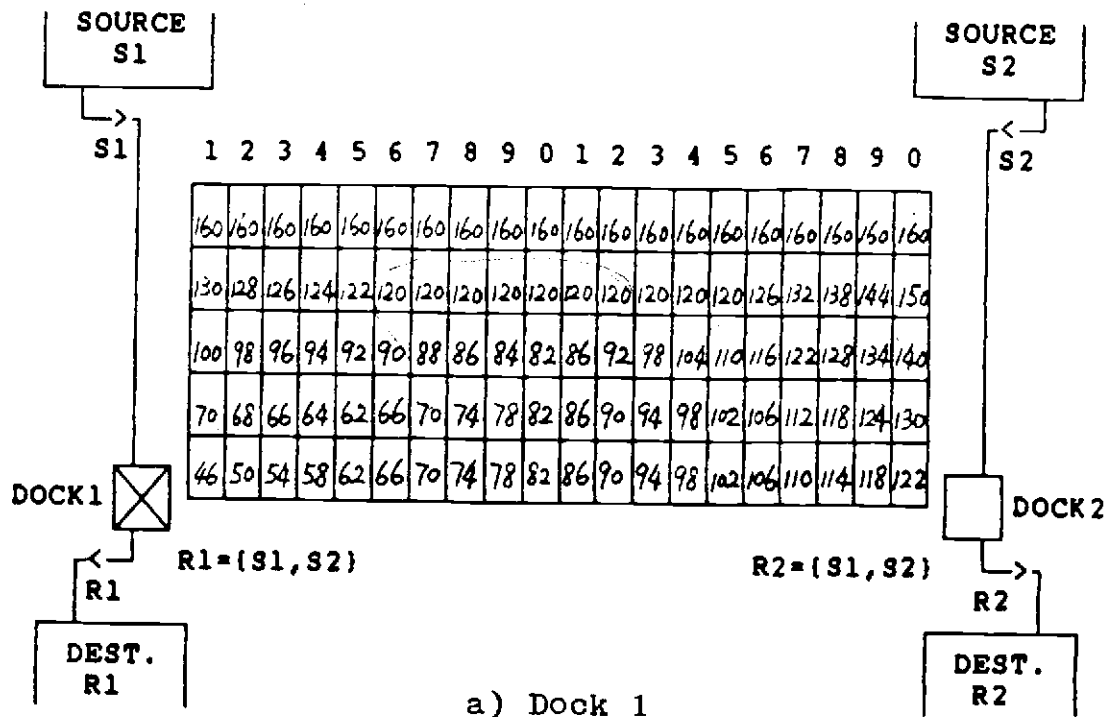 SOURCE SOURCE
S1 S2
S1 S2
1 2 3 4 5 6 7 8 9 0 1 2 3 4 5 6 7 8 9 0
160 160 160 160 160 160 160 160 160 160 160 160 160 160 160 160 160 160 160 160
130 128 126 124 122 120 120 120 120 120 120 120 120 120 120 126 132 138 144 150
100 98 96 94 92 90 88 86 84 82 86 92 98 104 110 116 122 128 134 140
70 68 66 64 62 66 70 74 78 82 86 90 94 98 102 106 112 118 124 130
46 50 54 58 62 66 70 74 78 82 86 90 94 98 102 106 110 114 118 122
DOCK1 DOCK2
R1={S1,S2} R2={S1,S2}
R1 R2
DEST. DEST.
R1 R2
a) Dock 1